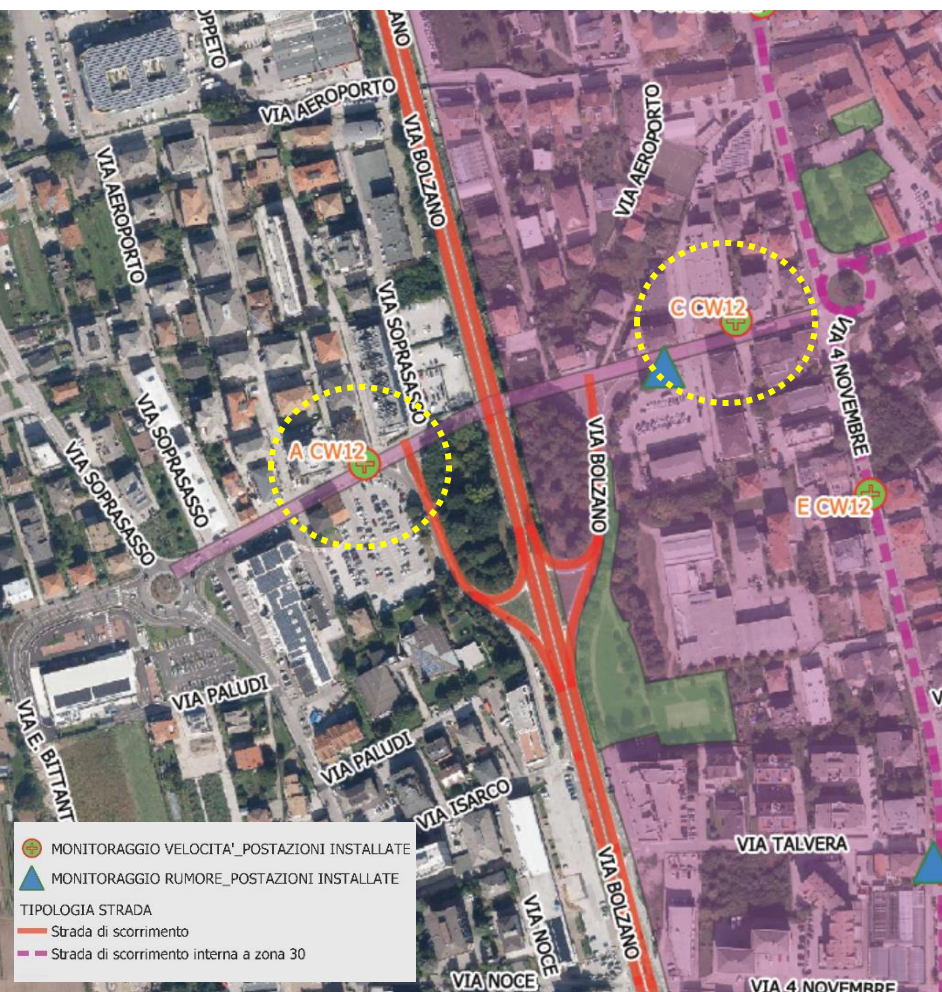 OPPETO
LANO
VIA AEROPORTO
VIA BOLZANO
VIA AEROPORTO
VIA AEROPORTO
VIA SOPRASASSO
C CW12
VIA 4 NOVEMBRE
VIA SOPRASASSO
VIA SOPRASASSO
A CW12
VIA BOLZANO
E CW12
VIA PALUDI
VIA PALUDI
VIA E. BITTANT
VIA ISARCO
VIA TALVERA
VIA BOLZANO
VIA NOCE
VIA NOCE
VIA 4 NOVEMBRE
MONITORAGGIO VELOCITA'_POSTAZIONI INSTALLATE
MONITORAGGIO RUMORE_POSTAZIONI INSTALLATE
TIPOLOGIA STRADA
Strada di scorrimento
Strada di scorrimento interna a zona 30